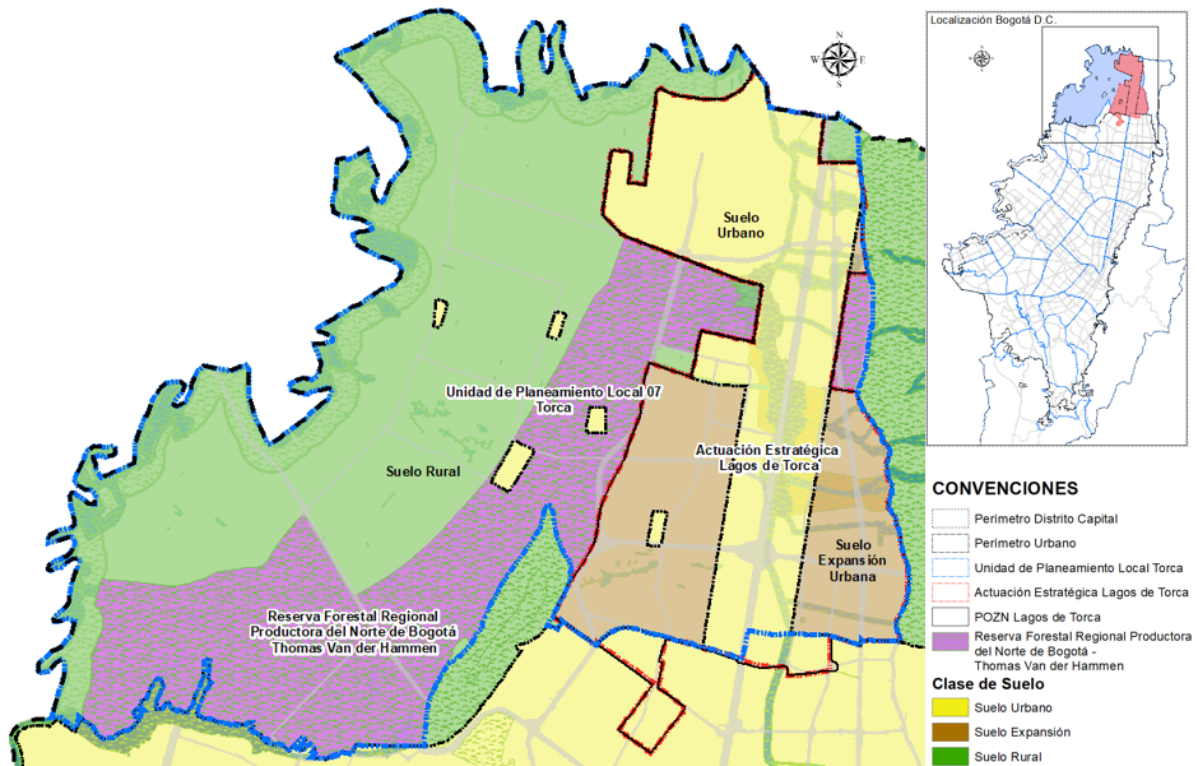 N
W E
S
Suelo
Urbano
Unidad de Planeamiento Local 07
Torca
Suelo Rural
Actuación Estratégica
Lagos de Torca
Suelo
Expansión
Urbana
Reserva Forestal Regional
Productora del Norte de Bogotá
Thomas Van der Hammen
Localización Bogotá D.C.
N
W E
S
CONVENCIONES
Perímetro Distrito Capital
Perímetro Urbano
Unidad de Planeamiento Local Torca
Actuación Estratégica Lagos de Torca
POZN Lagos de Torca
Reserva Forestal Regional Productora
del Norte de Bogotá -
Thomas Van der Hammen
Clase de Suelo
Suelo Urbano
Suelo Expansión
Suelo Rural